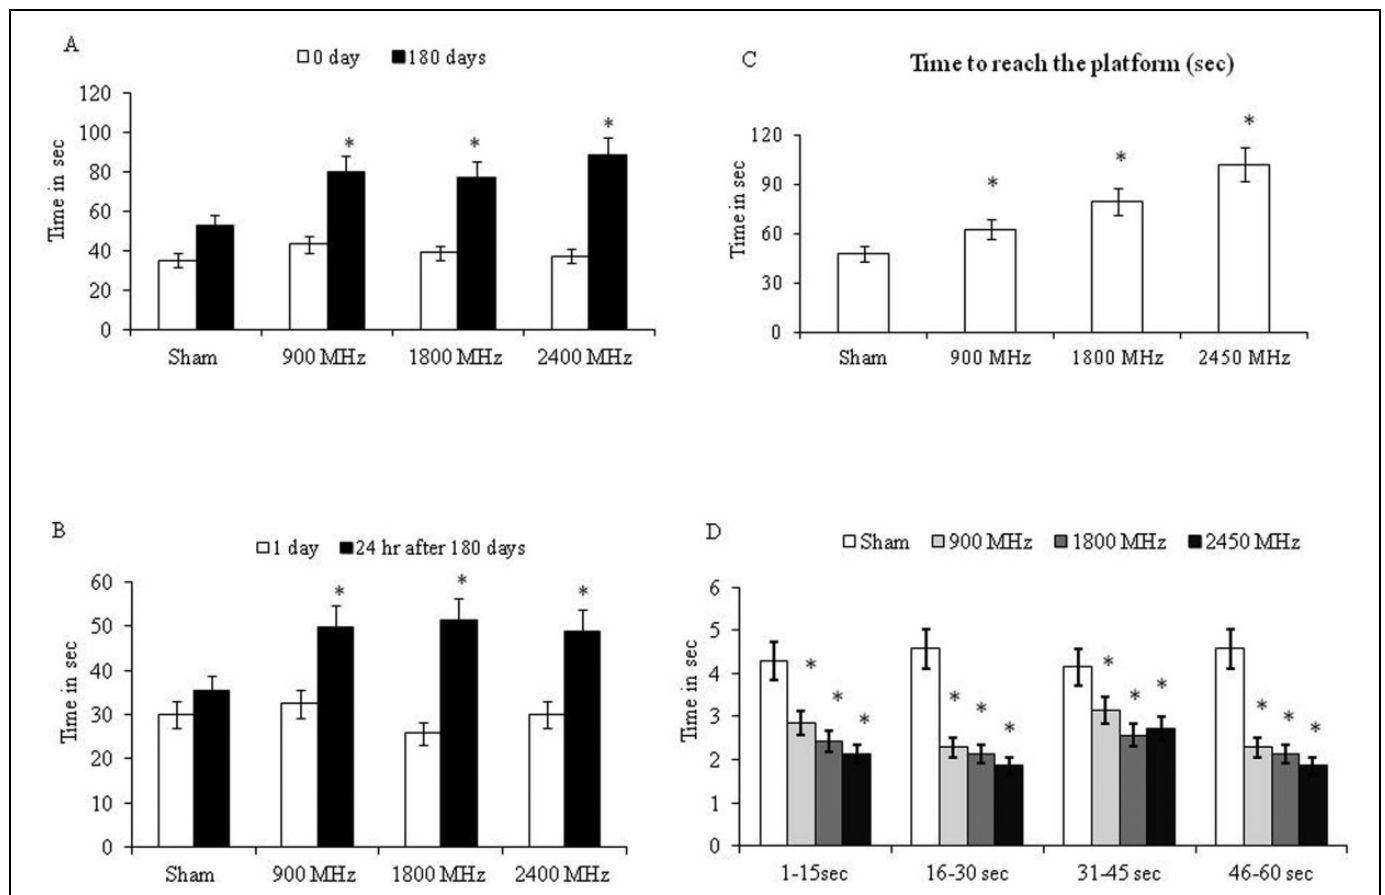 A
0 day 180 days
Time in sec
120
100
80
60
40
20
0
* * *
Sham 900 MHz 1800 MHz 2400 MHz
C
Time to reach the platform (sec)
Time in sec
120
90
60
30
0
* * *
Sham 900 MHz 1800 MHz 2450 MHz
B
1 day 24 hr after 180 days
Time in sec
60
50
40
30
20
10
0
* * *
Sham 900 MHz 1800 MHz 2400 MHz
D
Sham 900 MHz 1800 MHz 2450 MHz
Time in sec
6
5
4
3
2
1
0
* * * * * * * * * * * *
1-15sec 16-30 sec 31-45 sec 46-60 sec